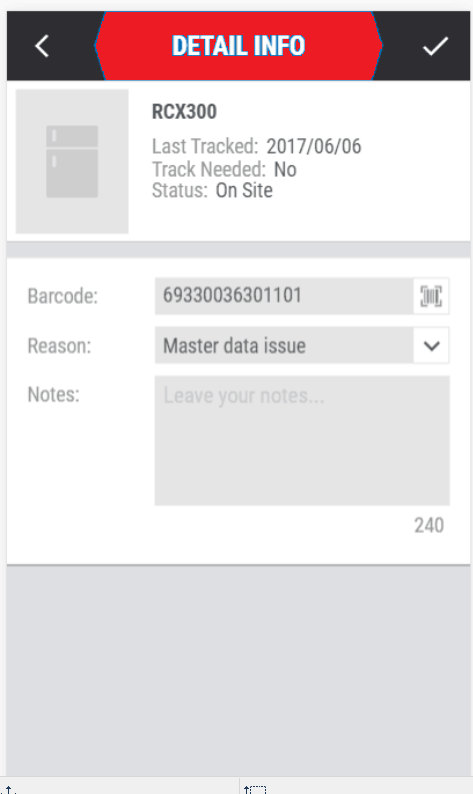 DETAIL INFO
RCX300
Last Tracked: 2017/06/06
Track Needed: No
Status: On Site
Barcode: 69330036301101
Reason: Master data issue
Notes: Leave your notes...
240